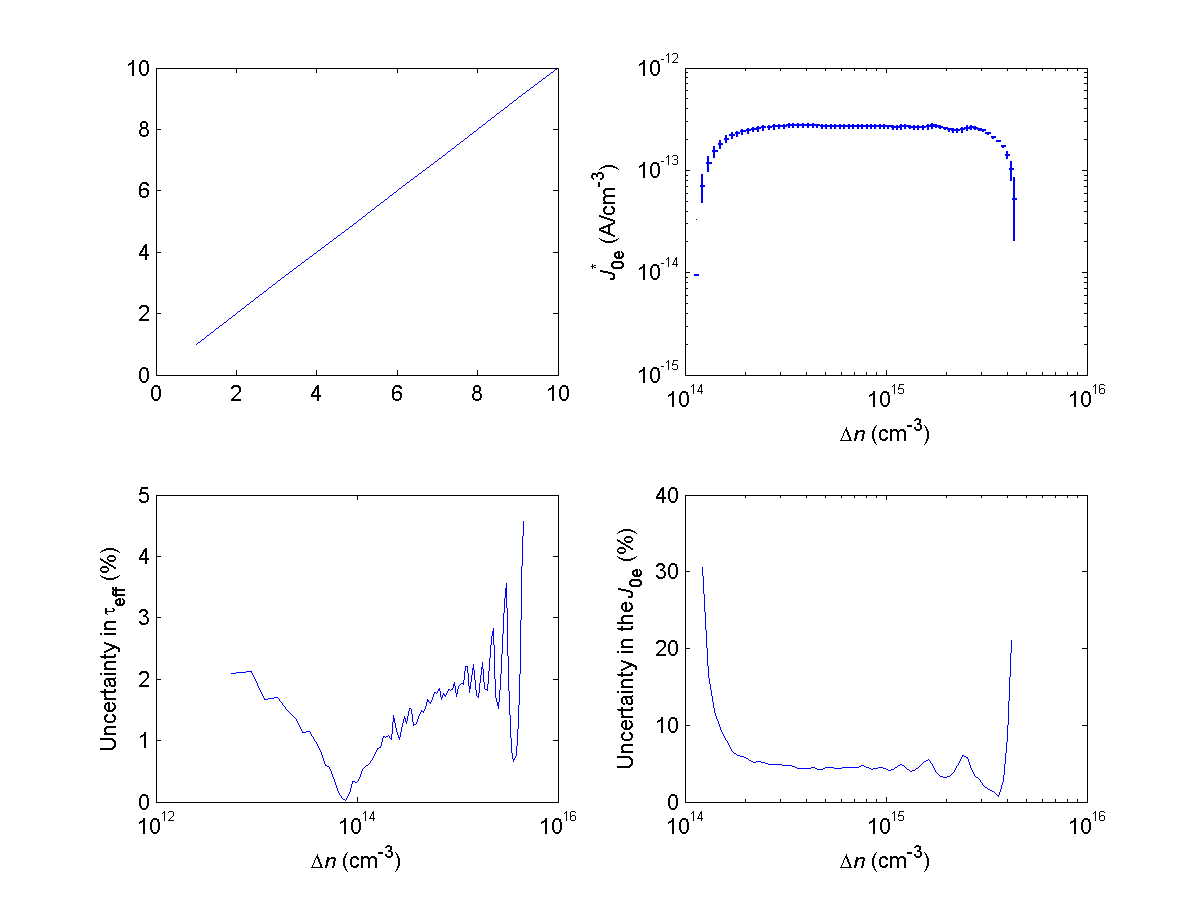 10
8
6
4
2
0
0 2 4 6 8 10
J*0e (A/cm-3)
10-12
10-13
10-14
10-15
1014 1015 1016
Δn (cm-3)
Uncertainty in τeff (%)
5
4
3
2
1
0
1012 1014 1016
Δn (cm-3)
Uncertainty in the J0e (%)
40
30
20
10
0
1014 1015 1016
Δn (cm-3)